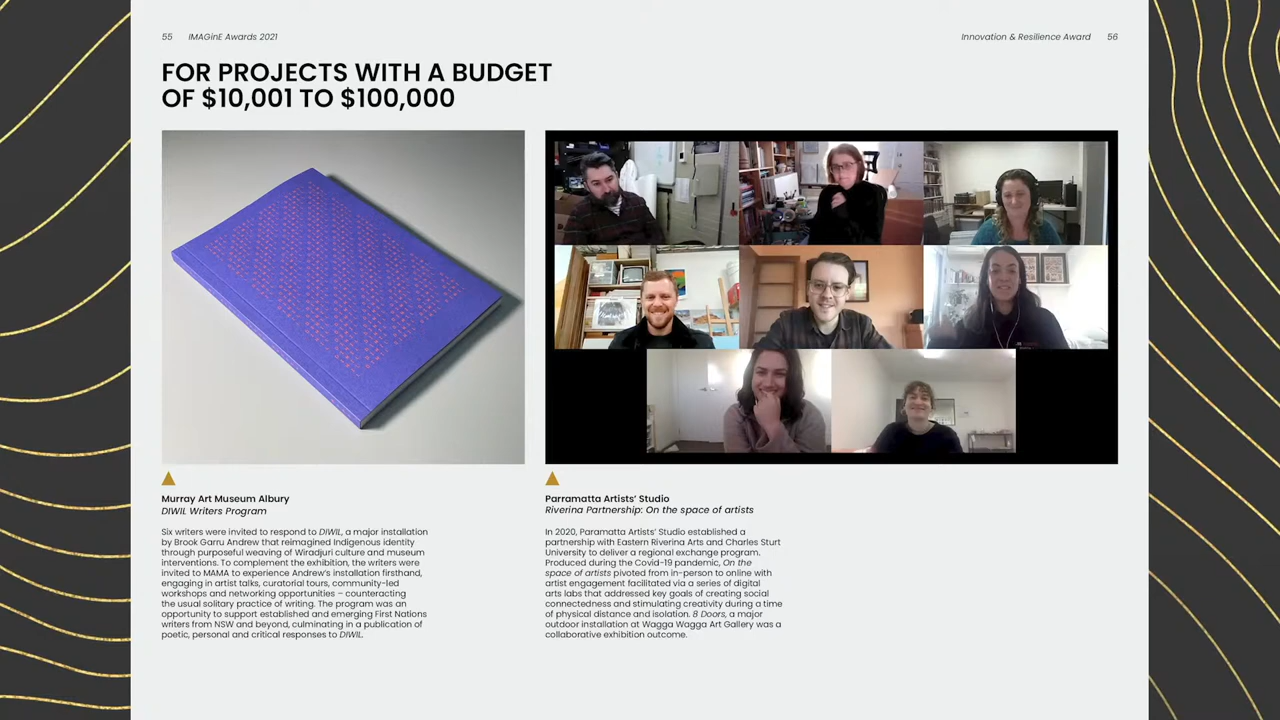 55 IMAGinE Awards 2021
Innovation & Resilience Award 56
FOR PROJECTS WITH A BUDGET
OF $10,001 TO $100,000
Murray Art Museum Albury
DIWIL Writers Program
Six writers were invited to respond to DIWIL, a major installation
by Brook Garru Andrew that reimagined Indigenous identity
through purposeful weaving of Wiradjuri culture and museum
interventions. To complement the exhibition, the writers were
invited to MAMA to experience Andrew's installation firsthand,
engaging in artist talks, curatorial tours, community-led
workshops and networking opportunities – counteracting
the usual solitary practice of writing. The program was an
opportunity to support established and emerging First Nations
writers from NSW and beyond, culminating in a publication of
poetic, personal and critical responses to DIWIL.
Parramatta Artists' Studio
Riverina Partnership: On the space of artists
In 2020, Paramatta Artists' Studio established a
partnership with Eastern Riverina Arts and Charles Sturt
University to deliver a regional exchange program.
Produced during the Covid-19 pandemic, On the
space of artists pivoted from in-person to online with
artist engagement facilitated via a series of digital
arts labs that addressed key goals of creating social
connectedness and stimulating creativity during a time
of physical distance and isolation. 8 Doors, a major
outdoor installation at Wagga Wagga Art Gallery was a
collaborative exhibition outcome.